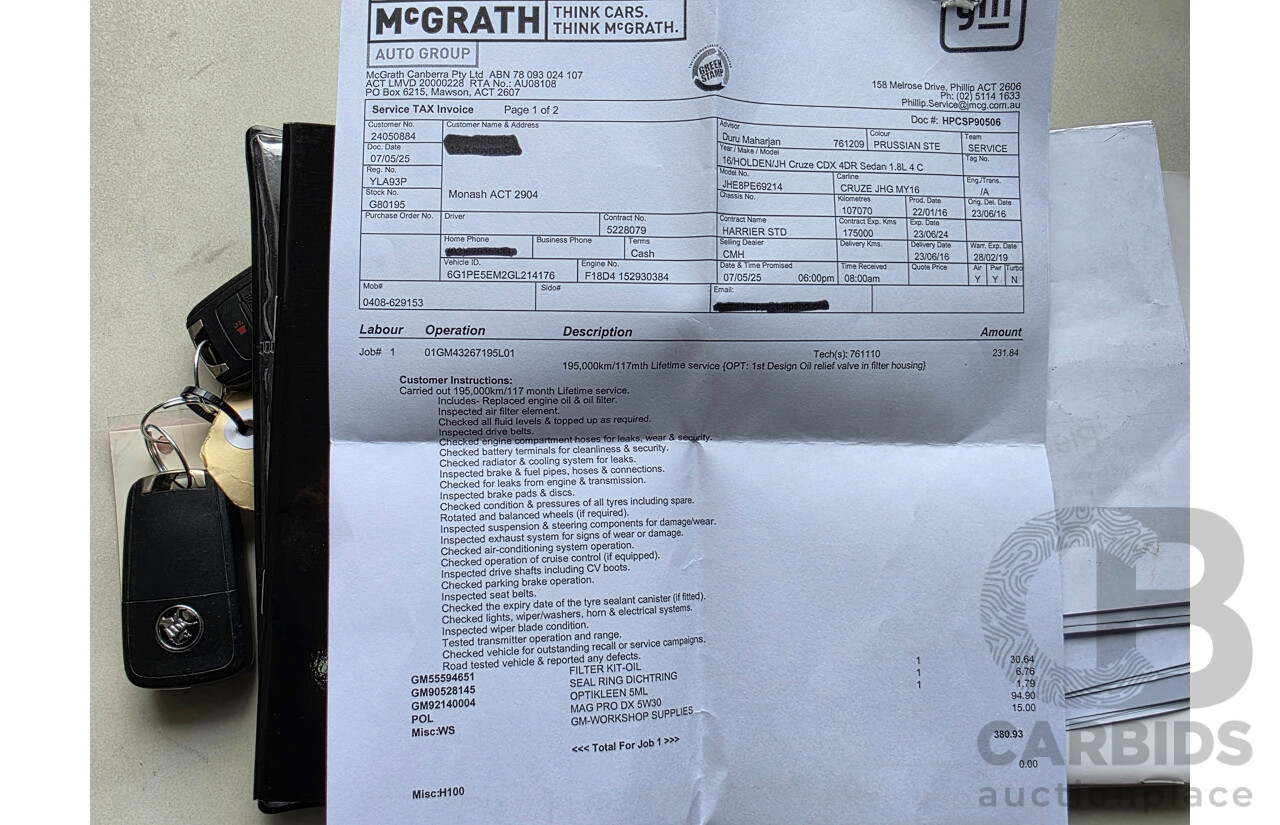 McGRATH THINK CARS.
THINK McGRATH.
AUTO GROUP
gm
GREEN STAMP
McGrath Canberra Pty Ltd ABN 78 093 024 107
ACT LMVD 20000228 RTA No.: AU08108
PO Box 6215, Mawson, ACT 2607
158 Melrose Drive, Phillip ACT 2606
Ph: (02) 5114 1633
Phillip.Service@jmcg.com.au
Service TAX Invoice Page 1 of 2
Doc #: HPCSP90506
Customer No. Customer Name & Address Advisor Colour Team
24050884 Duru Maharjan 761209 PRUSSIAN STE SERVICE
Doc. Date Year / Make / Model Tag No.
07/05/25 16/HOLDEN/JH Cruze CDX 4DR Sedan 1.8L 4 C
Reg. No. Model No. Carline Eng./Trans.
YLA93P JHE8PE69214 CRUZE JHG MY16 /A
Stock No. Chassis No. Kilometres Prod. Date Orig. Del. Date
G80195 Monash ACT 2904 107070 22/01/16 23/06/16
Purchase Order No. Driver Contract No. Contract Name Contract Exp. Kms Exp. Date
5228079 HARRIER STD 175000 23/06/24
Home Phone Business Phone Terms Selling Dealer Delivery Kms. Delivery Date Warr. Exp. Date
Cash CMH 23/06/16 28/02/19
Vehicle ID. Engine No. Date & Time Promised Time Received Quote Price Air Pwr Turbo
6G1PE5EM2GL214176 F18D4 152930384 07/05/25 06:00pm 08:00am Y Y N
Mob# Sido# Email:
0408-629153
Labour Operation Description Amount
Job# 1 01GM43267195L01 Tech(s): 761110 231.84
195,000km/117mth Lifetime service {OPT: 1st Design Oil relief valve in filter housing}
Customer Instructions:
Carried out 195,000km/117 month Lifetime service.
Includes- Replaced engine oil & oil filter.
Inspected air filter element.
Checked all fluid levels & topped up as required.
Inspected drive belts.
Checked engine compartment hoses for leaks, wear & security.
Checked battery terminals for cleanliness & security.
Checked radiator & cooling system for leaks.
Inspected brake & fuel pipes, hoses & connections.
Checked for leaks from engine & transmission.
Inspected brake pads & discs.
Checked condition & pressures of all tyres including spare.
Rotated and balanced wheels (if required).
Inspected suspension & steering components for damage/wear.
Inspected exhaust system for signs of wear or damage.
Checked air-conditioning system operation.
Checked operation of cruise control (if equipped).
Inspected drive shafts including CV boots.
Checked parking brake operation.
Inspected seat belts.
Checked the expiry date of the tyre sealant canister (if fitted).
Checked lights, wiper/washers, horn & electrical systems.
Inspected wiper blade condition.
Tested transmitter operation and range.
Checked vehicle for outstanding recall or service campaigns.
Road tested vehicle & reported any defects.
GM55594651 FILTER KIT-OIL 1 30.64
GM90528145 SEAL RING DICHTRING 1 6.76
GM92140004 OPTIKLEEN 5ML 1 1.79
POL MAG PRO DX 5W30 94.90
Misc:WS GM-WORKSHOP SUPPLIES 15.00
<<< Total For Job 1 >>> 380.93
0.00
Misc:H100
CB
CARBIDS
auctionplace